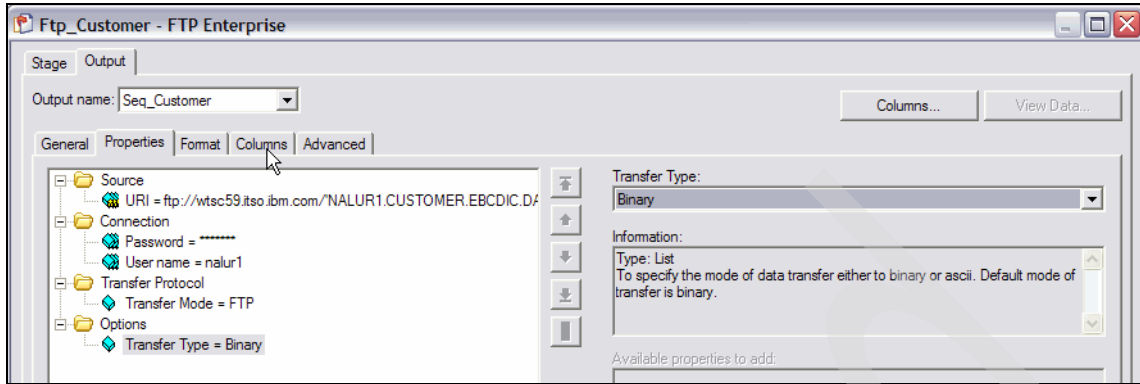 Ftp_Customer - FTP Enterprise
Stage Output
Output name: Seq_Customer
Columns... View Data...
General Properties Format Columns Advanced
Source
URI = ftp://wtsc59.itso.ibm.com/"NALUR1.CUSTOMER.EBCDIC.DA
Connection
Password = *******
User name = nalur1
Transfer Protocol
Transfer Mode = FTP
Options
Transfer Type = Binary
Transfer Type:
Binary
Information:
Type: List
To specify the mode of data transfer either to binary or ascii. Default mode of
transfer is binary.
Available properties to add: